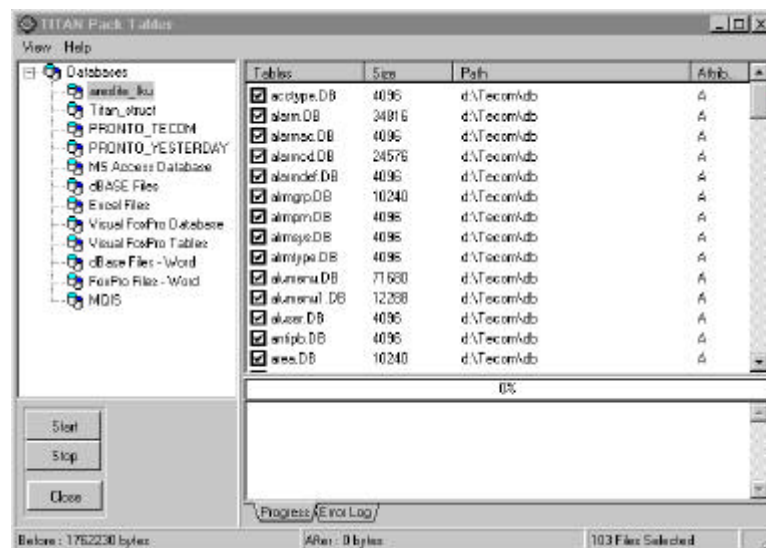 TITAN Pack Tables
View Help
Databases
Titan_struct
PRONTO_TECOM
PRONTO_YESTERDAY
MS Access Database
dBASE Files
Excel Files
Visual FoxPro Database
Visual FoxPro Tables
dBase Files - Word
FoxPro Files - Word
MQIS
Tables Size Path Attrib.
acctype.DB 4096 d:\Tecom\db A
alarm.DB 34816 d:\Tecom\db A
alarmac.DB 4096 d:\Tecom\db A
alarmcd.DB 24576 d:\Tecom\db A
alarmdef.DB 4096 d:\Tecom\db A
almgrp.DB 10240 d:\Tecom\db A
almpm.DB 4096 d:\Tecom\db A
almsys.DB 4096 d:\Tecom\db A
almtype.DB 4096 d:\Tecom\db A
alumenu.DB 71680 d:\Tecom\db A
alumenu1.DB 12288 d:\Tecom\db A
aluser.DB 4096 d:\Tecom\db A
antipb.DB 4096 d:\Tecom\db A
area.DB 10240 d:\Tecom\db A
0%
Start
Stop
Close
Progress Error Log
Before : 1762230 bytes AFter : 0 bytes 103 Files Selected